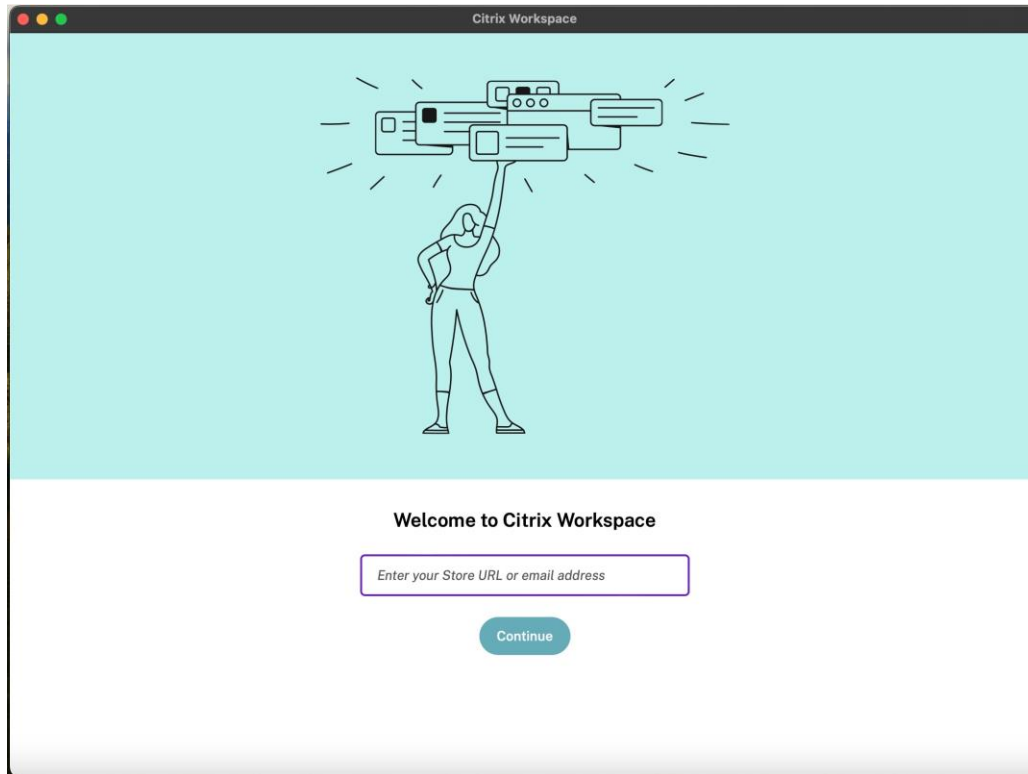 Citrix Workspace
Welcome to Citrix Workspace
Enter your Store URL or email address
Continue